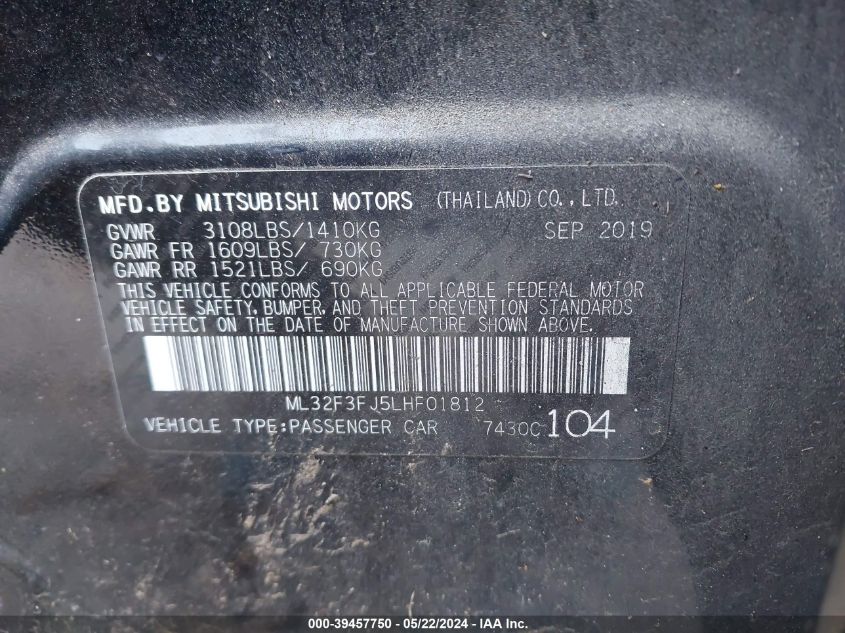 MFD.BY MITSUBISHI MOTORS (THAILAND) CO.,LTD.
GVWR 3108LBS/1410KG SEP 2019
GAWR FR 1609LBS/ 730KG
GAWR RR 1521LBS/ 690KG
THIS VEHICLE CONFORMS TO ALL APPLICABLE FEDERAL MOTOR
VEHICLE SAFETY, BUMPER, AND THEFT PREVENTION STANDARDS
IN EFFECT ON THE DATE OF MANUFACTURE SHOWN ABOVE.
ML32F3FJ5LHF01812
VEHICLE TYPE:PASSENGER CAR 7430C 104
000-39457750 - 05/22/2024 - IAA Inc.